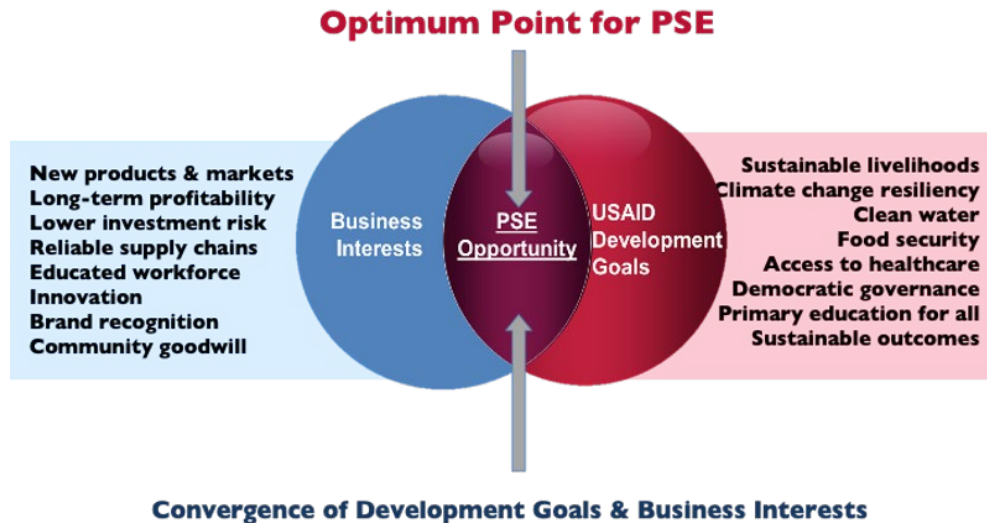 Optimum Point for PSE
New products & markets
Long-term profitability
Lower investment risk
Reliable supply chains
Educated workforce
Innovation
Brand recognition
Community goodwill
Business
Interests
PSE
Opportunity
USAID
Development
Goals
Sustainable livelihoods
Climate change resiliency
Clean water
Food security
Access to healthcare
Democratic governance
Primary education for all
Sustainable outcomes
Convergence of Development Goals & Business Interests